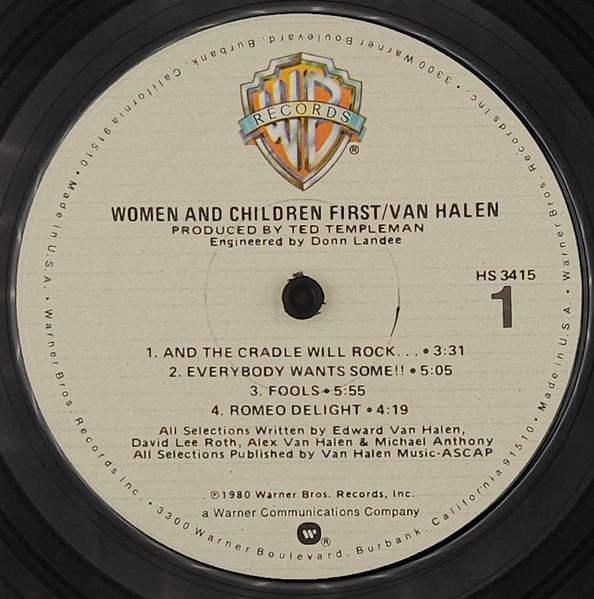 3300 Warner Boulevard. Burbank, California 91510 • Made in U.S.A. • Warner Bros. Records Inc. • 3300 Warner Boulevard. Burbank, California 91510 • Made in U.S.A. • Warner Bros. Records Inc. •
WB
RECORDS
®
WOMEN AND CHILDREN FIRST/VAN HALEN
PRODUCED BY TED TEMPLEMAN
Engineered by Donn Landee
HS 3415
1
1. AND THE CRADLE WILL ROCK... • 3:31
2. EVERYBODY WANTS SOME!! • 5:05
3. FOOLS • 5:55
4. ROMEO DELIGHT • 4:19
All Selections Written by Edward Van Halen,
David Lee Roth, Alex Van Halen & Michael Anthony
All Selections Published by Van Halen Music-ASCAP
℗1980 Warner Bros. Records, Inc.
a Warner Communications Company
W®